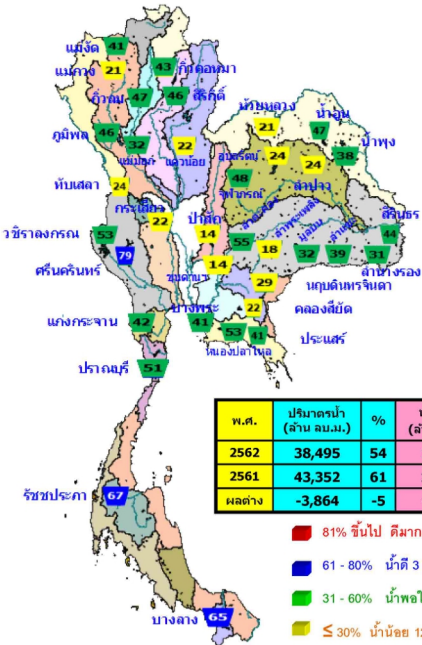 แม่งัด 41
แม่กวง 21
กิ่วคอหมา 43
กิ่วลม 47
สิริกิติ์ 46
ภูมิพล 46
32
แควน้อย 22
น้ำอูน 47
21
น้ำพุง 38
อุบลรัตน์ 24
24
ลำปาว
จุฬาภรณ์ 48
ทับเสลา 24
กระเสียว 22
ป่าสัก 14
สิรินธร 44
วชิราลงกรณ 53
55
18
มูลบน 32
39
31
ลำนางรอง
ศรีนครินทร์ 79
ขุนด่านฯ 14
29
นฤบดินทรจินดา
22
คลองสียัด
แก่งกระจาน 42
บางพระ 41
53
หนองปลาไหล
41
ประแสร์
ปราณบุรี 51
รัชชประภา 67
บางลาง 65
พ.ศ. ปริมาตรน้ำ (ล้าน ลบ.ม.) %
2562 38,495 54
2561 43,352 61
ผลต่าง -3,864 -5
81% ขึ้นไป ดีมาก
61 - 80% น้ำดี 3
31 - 60% น้ำพอใ
≤ 30% น้ำน้อย 12